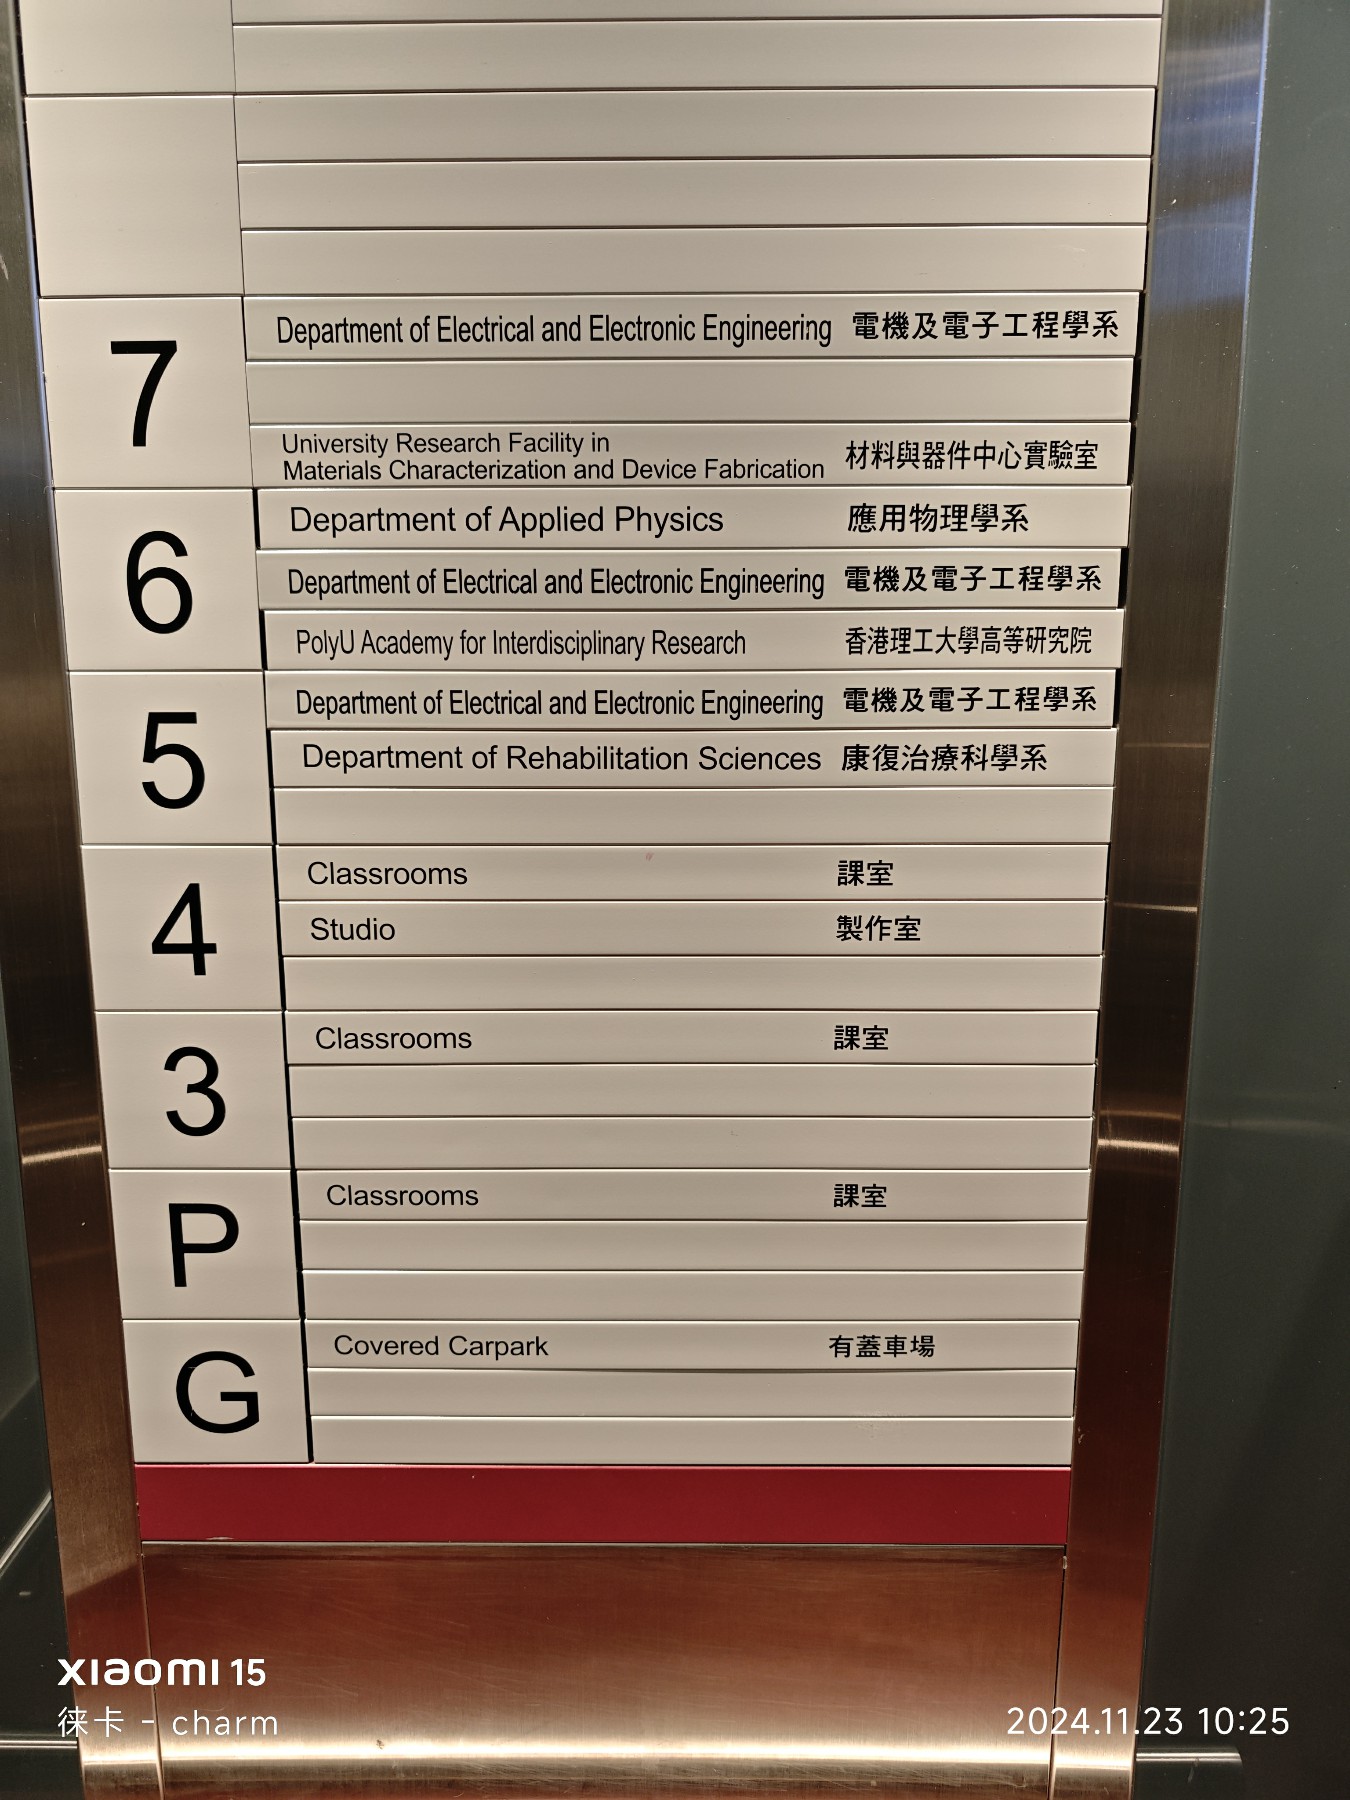 7
Department of Electrical and Electronic Engineering 電機及電子工程學系
University Research Facility in
Materials Characterization and Device Fabrication 材料與器件中心實驗室
6
Department of Applied Physics 應用物理學系
Department of Electrical and Electronic Engineering 電機及電子工程學系
PolyU Academy for Interdisciplinary Research 香港理工大學高等研究院
5
Department of Electrical and Electronic Engineering 電機及電子工程學系
Department of Rehabilitation Sciences 康復治療科學系
4
Classrooms 課室
Studio 製作室
3
Classrooms 課室
P
Classrooms 課室
G
Covered Carpark 有蓋車場
xiaomi 15
徕卡 - charm
2024.11.23 10:25